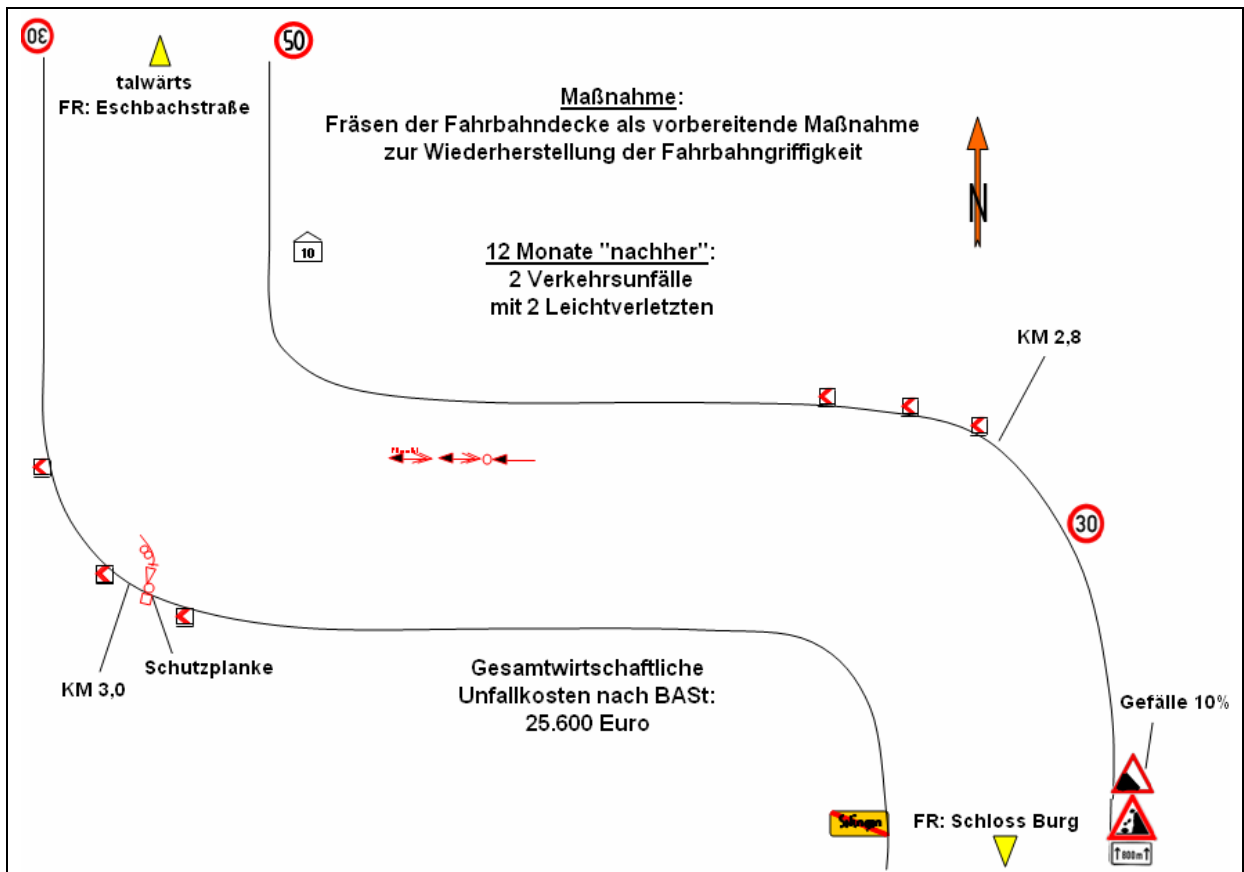 30
50
talwärts
FR: Eschbachstraße
Maßnahme:
Fräsen der Fahrbahndecke als vorbereitende Maßnahme
zur Wiederherstellung der Fahrbahngriffigkeit
N
10
12 Monate "nachher":
2 Verkehrsunfälle
mit 2 Leichtverletzten
KM 2,8
30
Schutzplanke
KM 3,0
Gesamtwirtschaftliche
Unfallkosten nach BASt:
25.600 Euro
Gefälle 10%
Solingen
FR: Schloss Burg
800m